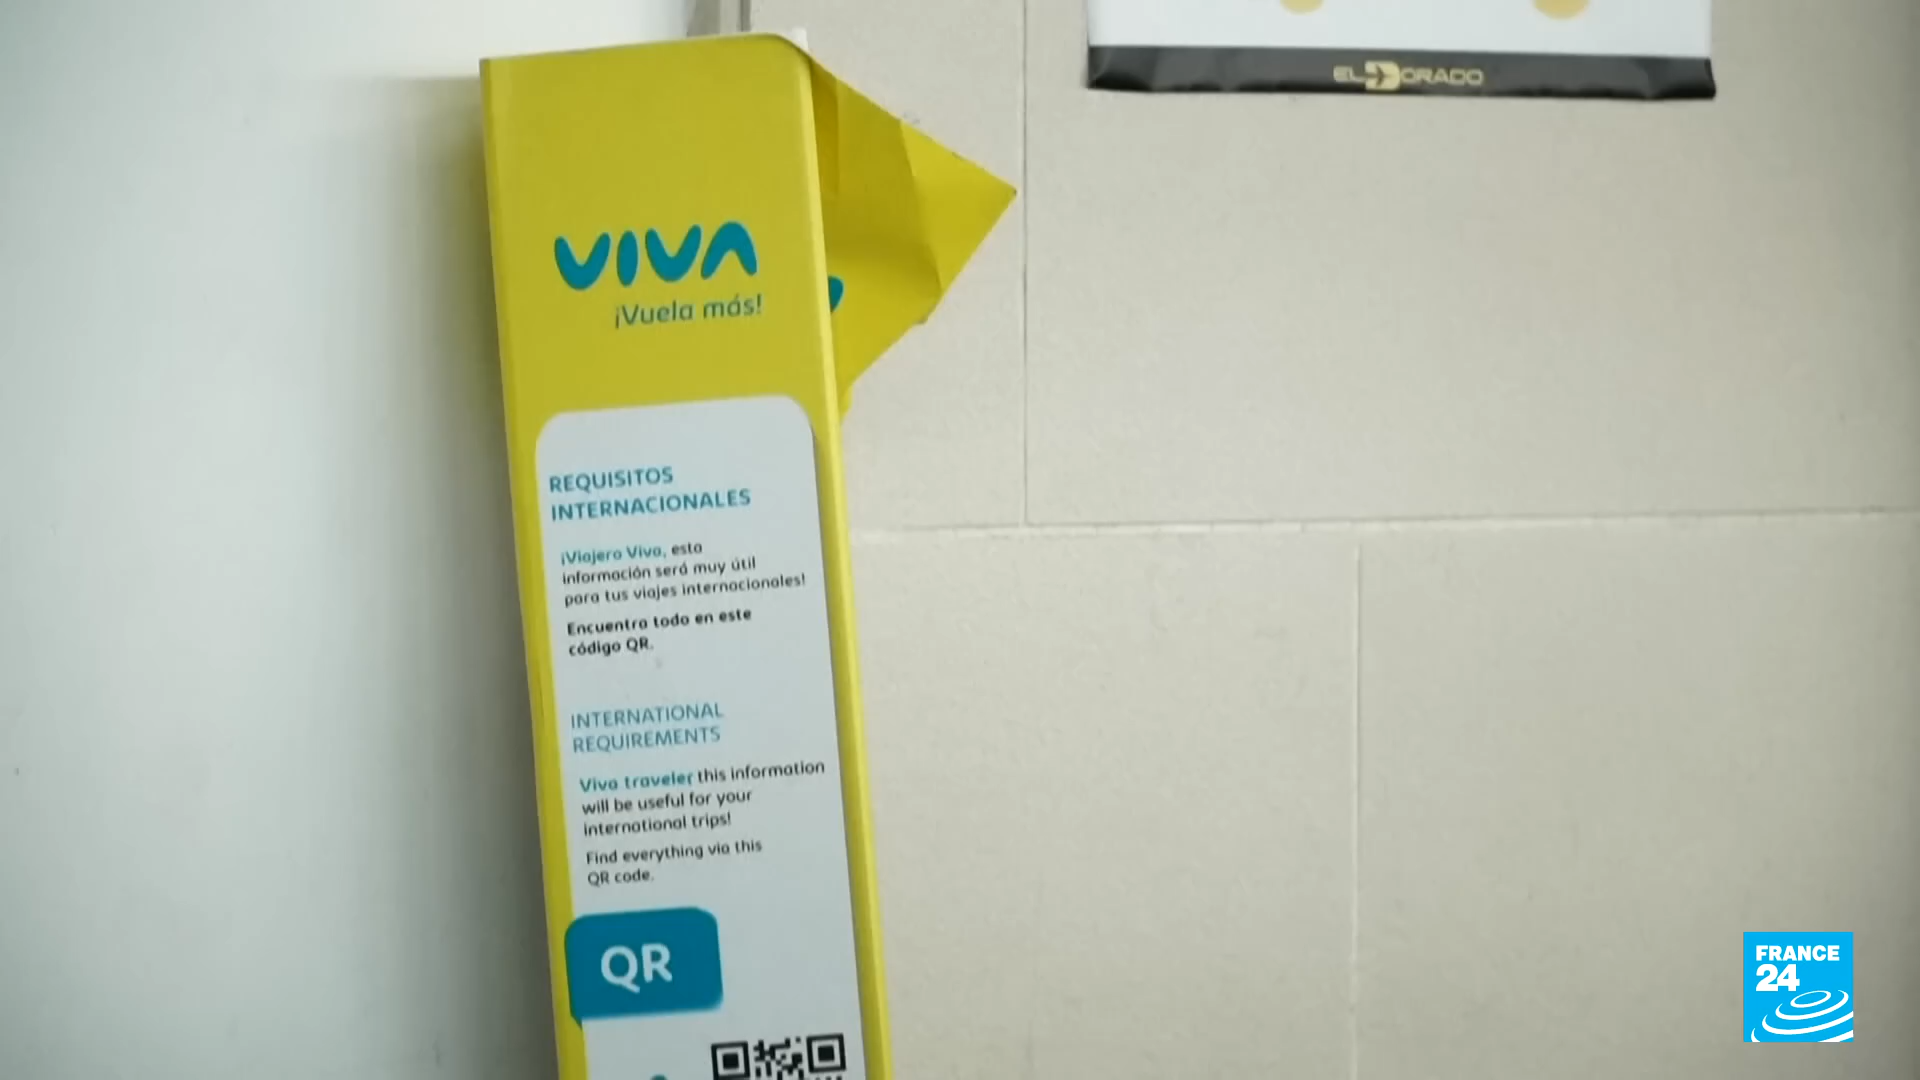 EL DORADO
VIVA
¡Vuela más!
REQUISITOS
INTERNACIONALES
¡Viajero Viva, esta
información será muy útil
para tus viajes internacionales!
Encuentra todo en este
código QR.
INTERNATIONAL
REQUIREMENTS
Viva traveler this information
will be useful for your
international trips!
Find everything via this
QR code.
QR
FRANCE
24